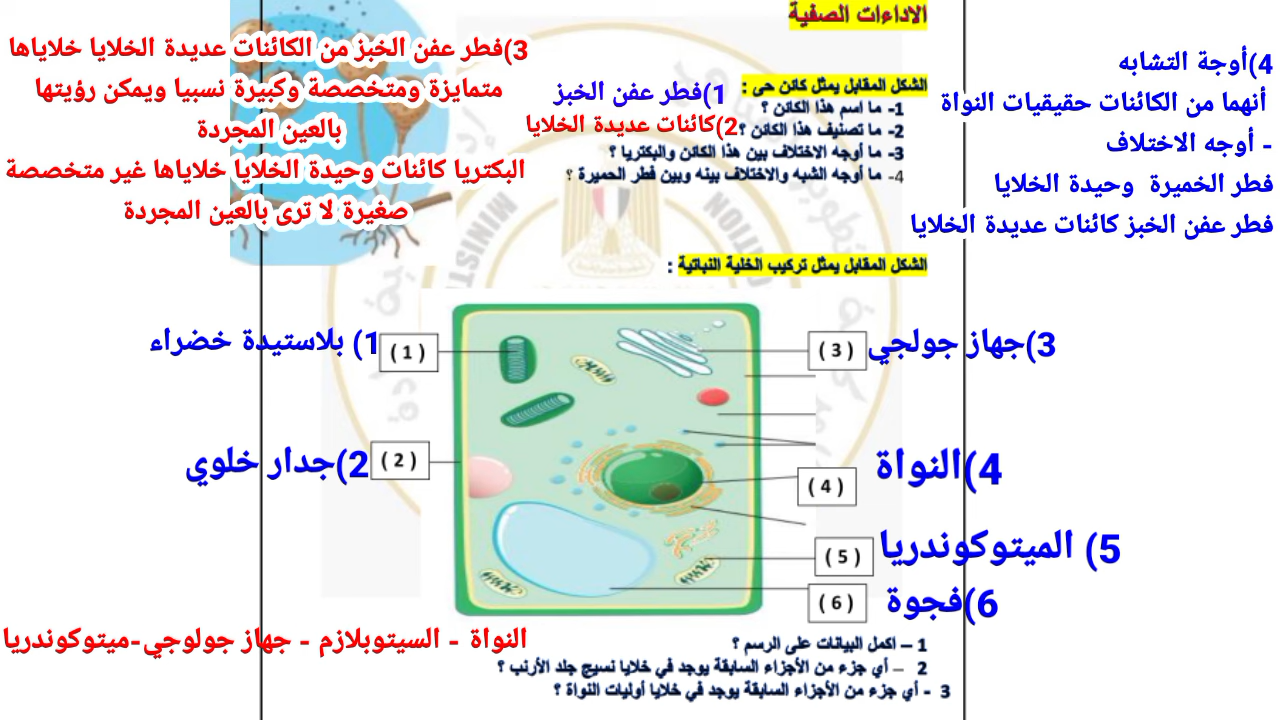 الاداءات الصفية
الشكل المقابل يمثل كائن حى :
1- ما اسم هذا الكائن ؟
1)فطر عفن الخبز
2- ما تصنيف هذا الكائن ؟
2)كائنات عديدة الخلايا
3- ما أوجه الاختلاف بين هذا الكائن والبكتريا ؟
4- ما أوجه الشبه والاختلاف بينه وبين فطر الخميرة ؟
3)فطر عفن الخبز من الكائنات عديدة الخلايا خلاياها
متمايزة ومتخصصة وكبيرة نسبيا ويمكن رؤيتها
بالعين المجردة
البكتريا كائنات وحيدة الخلايا خلاياها غير متخصصة
صغيرة لا ترى بالعين المجردة
4)أوجة التشابه
أنهما من الكائنات حقيقيات النواة
- أوجه الاختلاف
فطر الخميرة وحيدة الخلايا
فطر عفن الخبز كائنات عديدة الخلايا
الشكل المقابل يمثل تركيب الخلية النباتية :
( 1 )
1) بلاستيدة خضراء
( 3 )
3)جهاز جولجي
( 2 )
2)جدار خلوي
( 4 )
4)النواة
( 5 )
5) الميتوكوندريا
( 6 )
6)فجوة
1 – اكمل البيانات على الرسم ؟
النواة - السيتوبلازم - جهاز جولوجي-ميتوكوندريا
2 – أي جزء من الأجزاء السابقة يوجد في خلايا نسيج جلد الأرنب ؟
3 - أي جزء من الأجزاء السابقة يوجد في خلايا أوليات النواة ؟